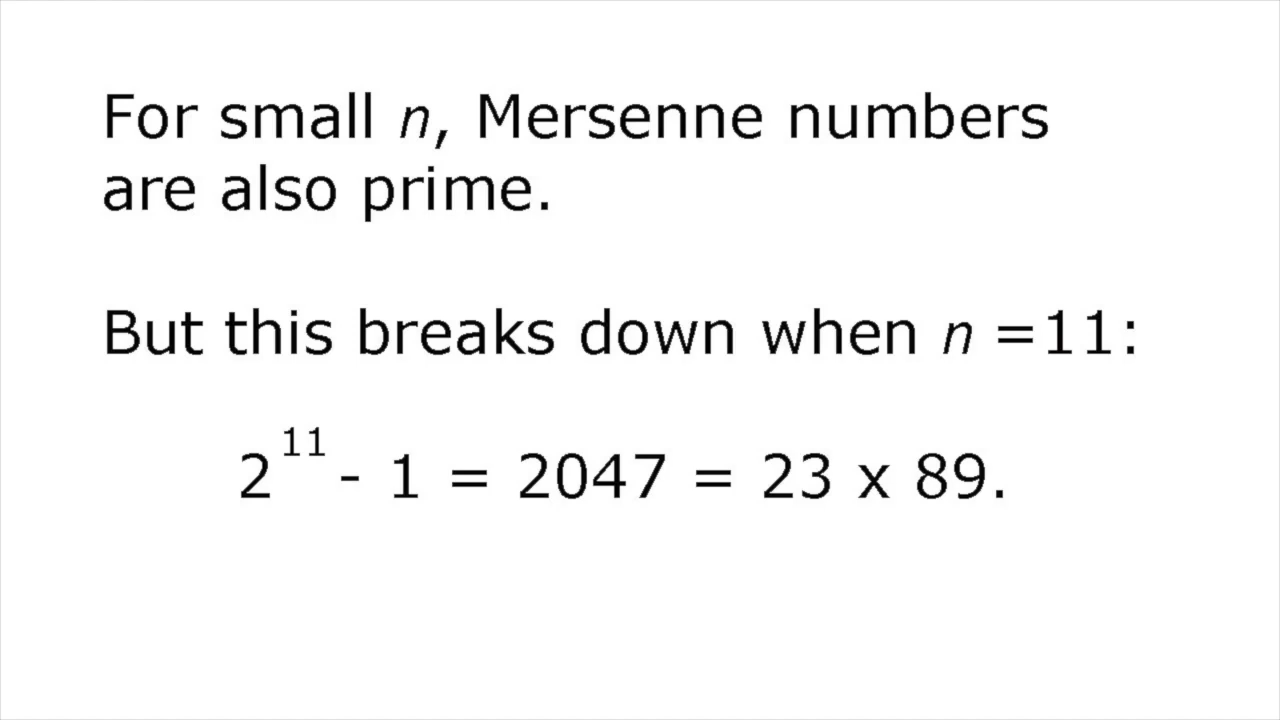 For small n, Mersenne numbers
are also prime.
But this breaks down when n =11:
2^11 - 1 = 2047 = 23 x 89.